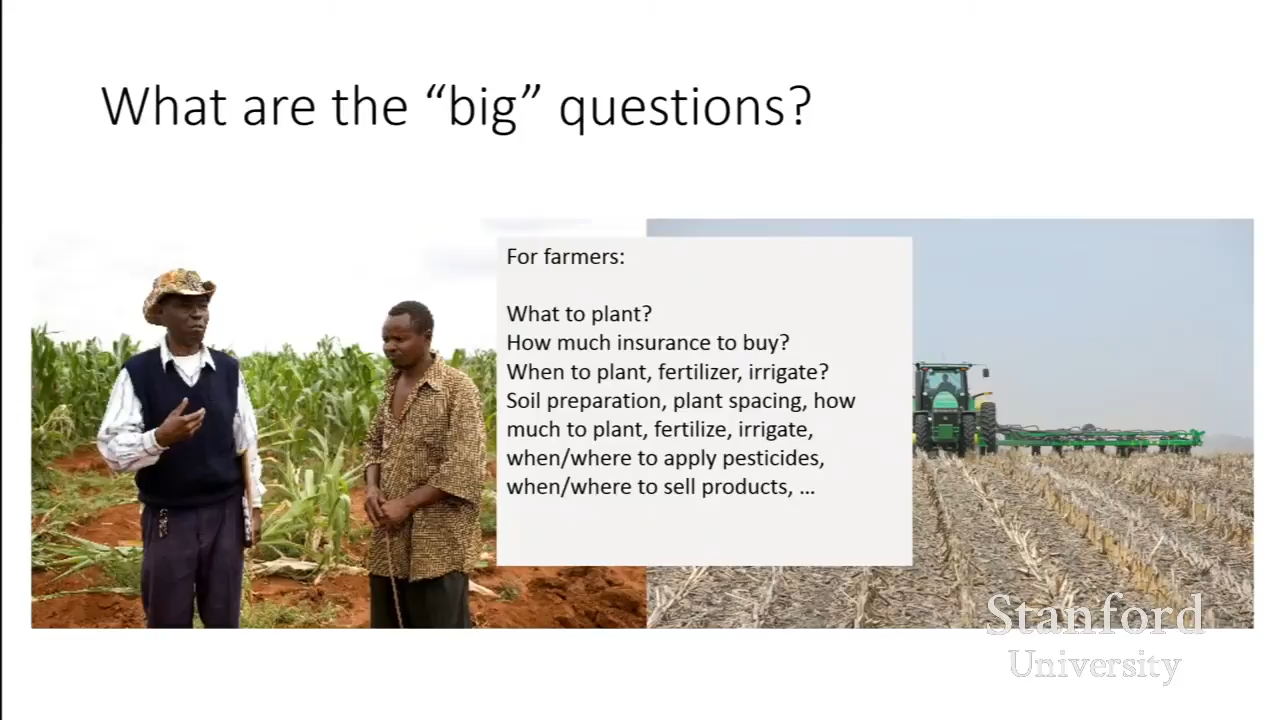 What are the “big” questions?
For farmers:
What to plant?
How much insurance to buy?
When to plant, fertilizer, irrigate?
Soil preparation, plant spacing, how
much to plant, fertilize, irrigate,
when/where to apply pesticides,
when/where to sell products, ...
Stanford
University